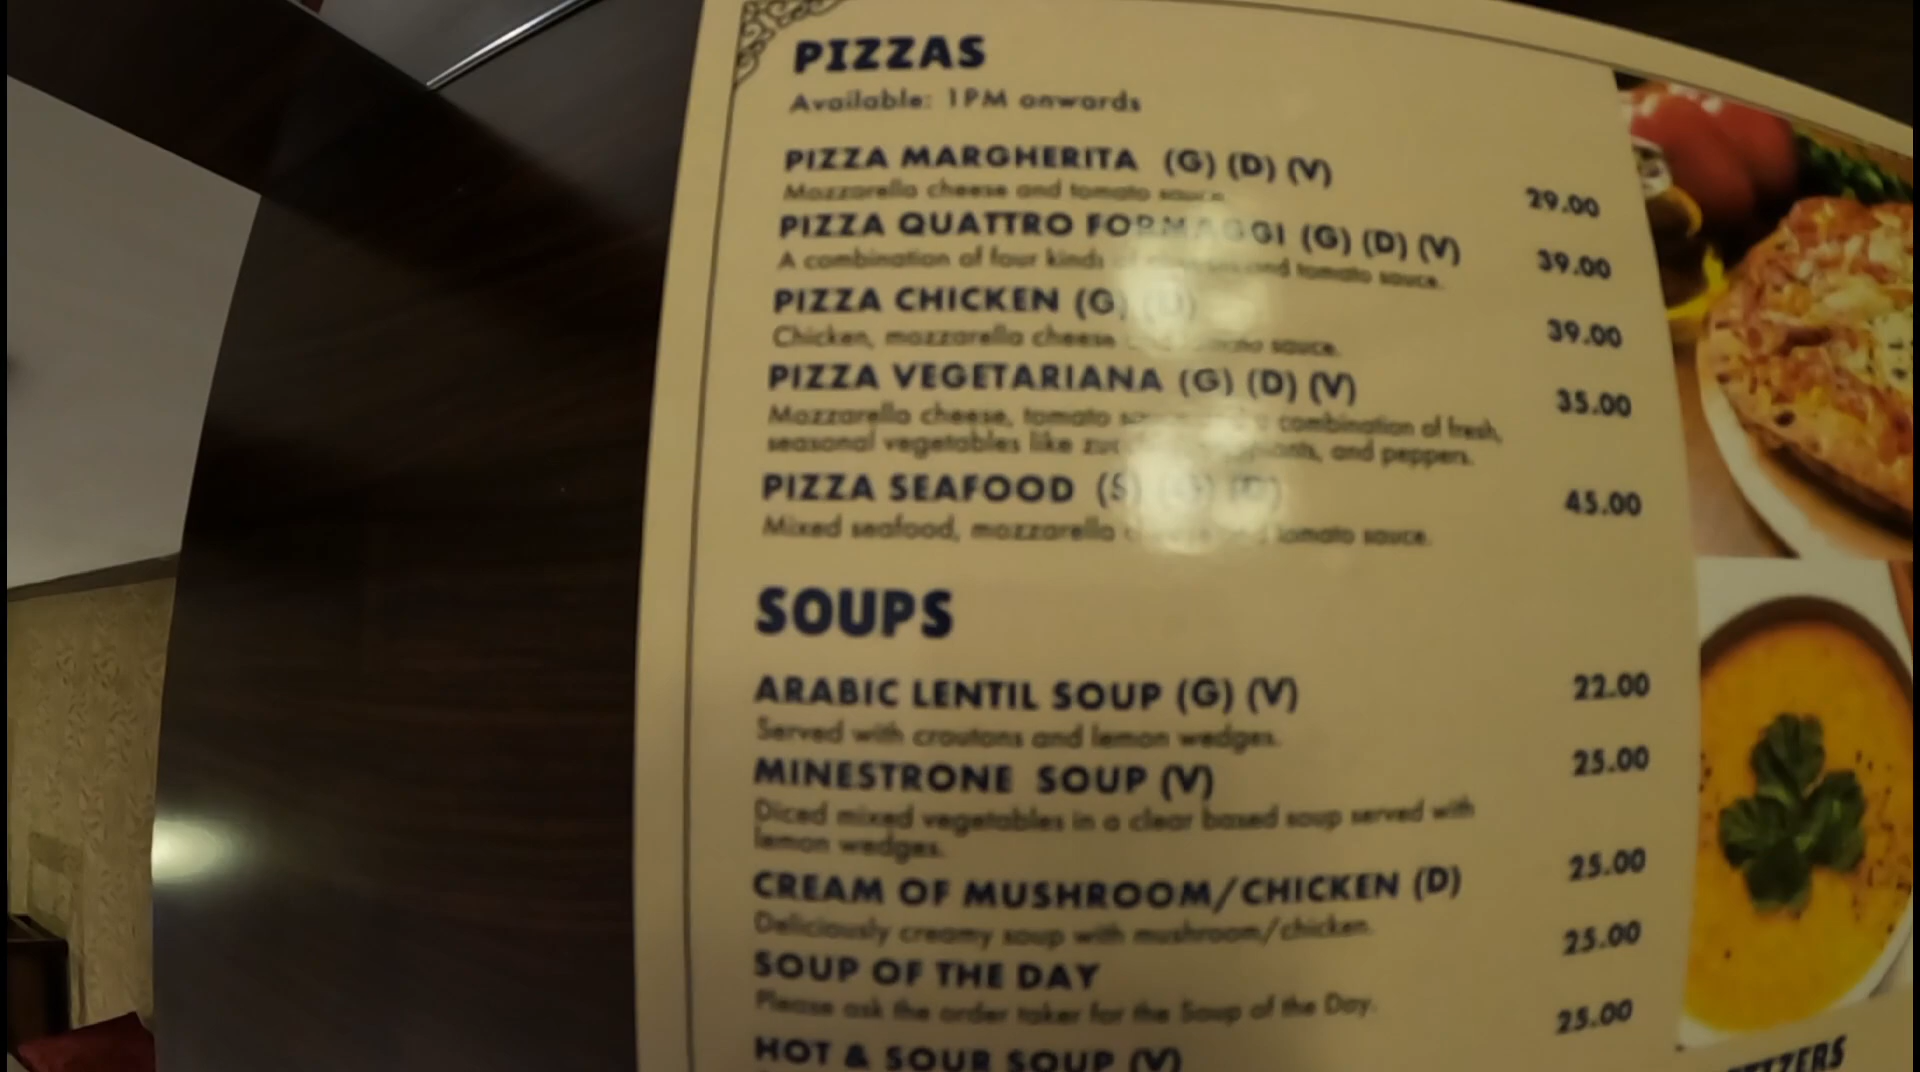 PIZZAS
Available: 1PM onwards
PIZZA MARGHERITA (G) (D) (V)
Mozzarella cheese and tomato sauce.
29.00
PIZZA QUATTRO FORMAGGI (G) (D) (V)
A combination of four kinds and tomato sauce.
39.00
PIZZA CHICKEN (G) (D)
Chicken, mozzarella cheese sauce.
39.00
PIZZA VEGETARIANA (G) (D) (V)
Mozzarella cheese, tomato combination of fresh,
seasonal vegetables like and peppers.
35.00
PIZZA SEAFOOD (S) (G) (D)
Mixed seafood, mozzarella tomato sauce.
45.00
SOUPS
ARABIC LENTIL SOUP (G) (V)
Served with croutons and lemon wedges.
22.00
MINESTRONE SOUP (V)
Diced mixed vegetables in a clear based soup served with
lemon wedges.
25.00
CREAM OF MUSHROOM/CHICKEN (D)
Deliciously creamy soup with mushroom/chicken.
25.00
SOUP OF THE DAY
Please ask the order taker for the Soup of the Day.
25.00
HOT & SOUR SOUP (V)
25.00